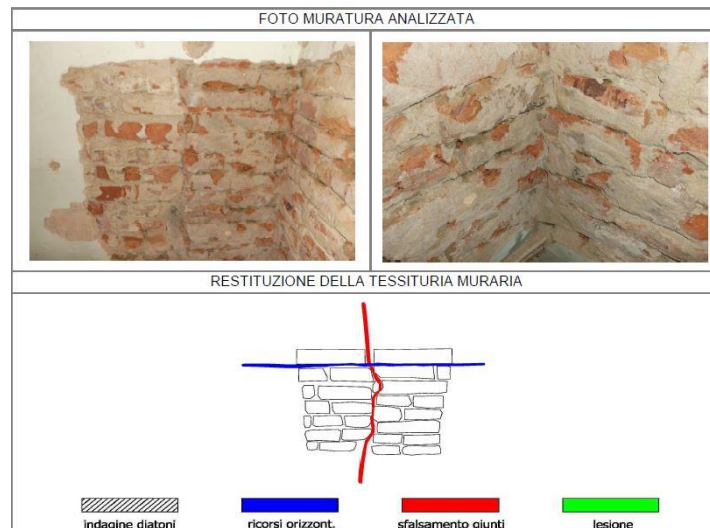 FOTO MURATURA ANALIZZATA
RESTITUZIONE DELLA TESSITURIA MURARIA
indagine diatoni
ricorsi orizzont.
sfalsamento giunti
lesione